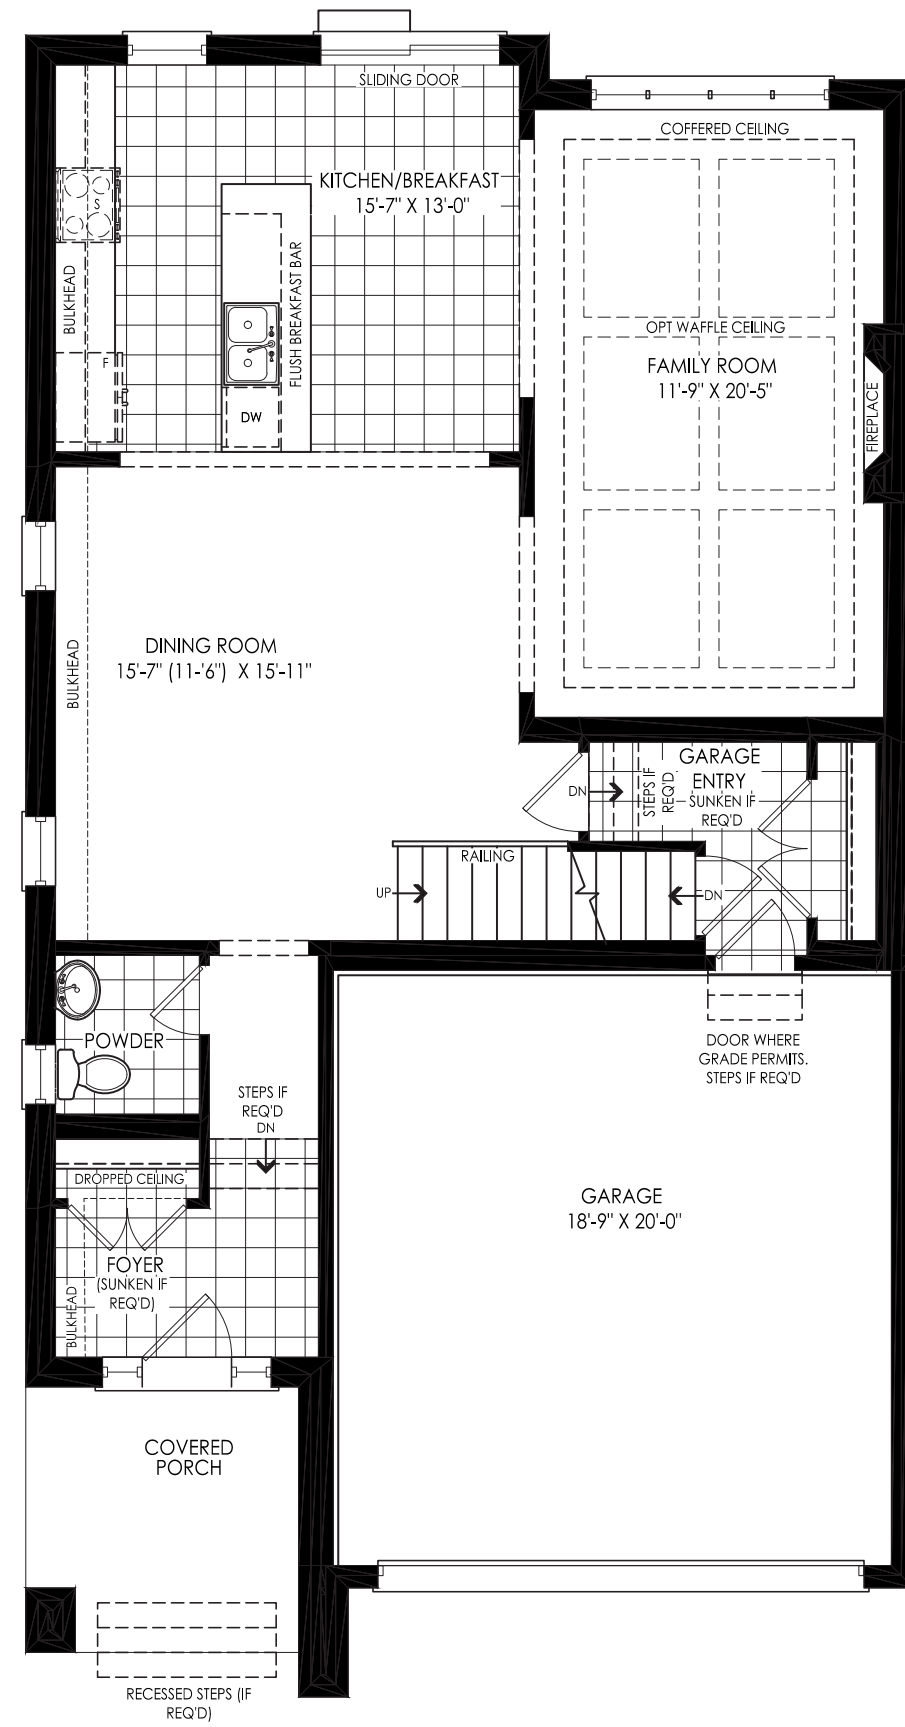 SLIDING DOOR
COFFERED CEILING
KITCHEN/BREAKFAST
15'-7" X 13'-0"
S
BULKHEAD
FLUSH BREAKFAST BAR
F
DW
OPT WAFFLE CEILING
FAMILY ROOM
11'-9" X 20'-5"
FIREPLACE
DINING ROOM
15'-7" (11-'6") X 15'-11"
BULKHEAD
GARAGE
ENTRY
SUNKEN IF
REQ'D
STEPS IF
REQ'D
DN
RAILING
UP
DN
POWDER
DOOR WHERE
GRADE PERMITS.
STEPS IF REQ'D
STEPS IF
REQ'D
DN
DROPPED CEILING
GARAGE
18'-9" X 20'-0"
FOYER
(SUNKEN IF
REQ'D)
BULKHEAD
COVERED
PORCH
RECESSED STEPS (IF
REQ'D)